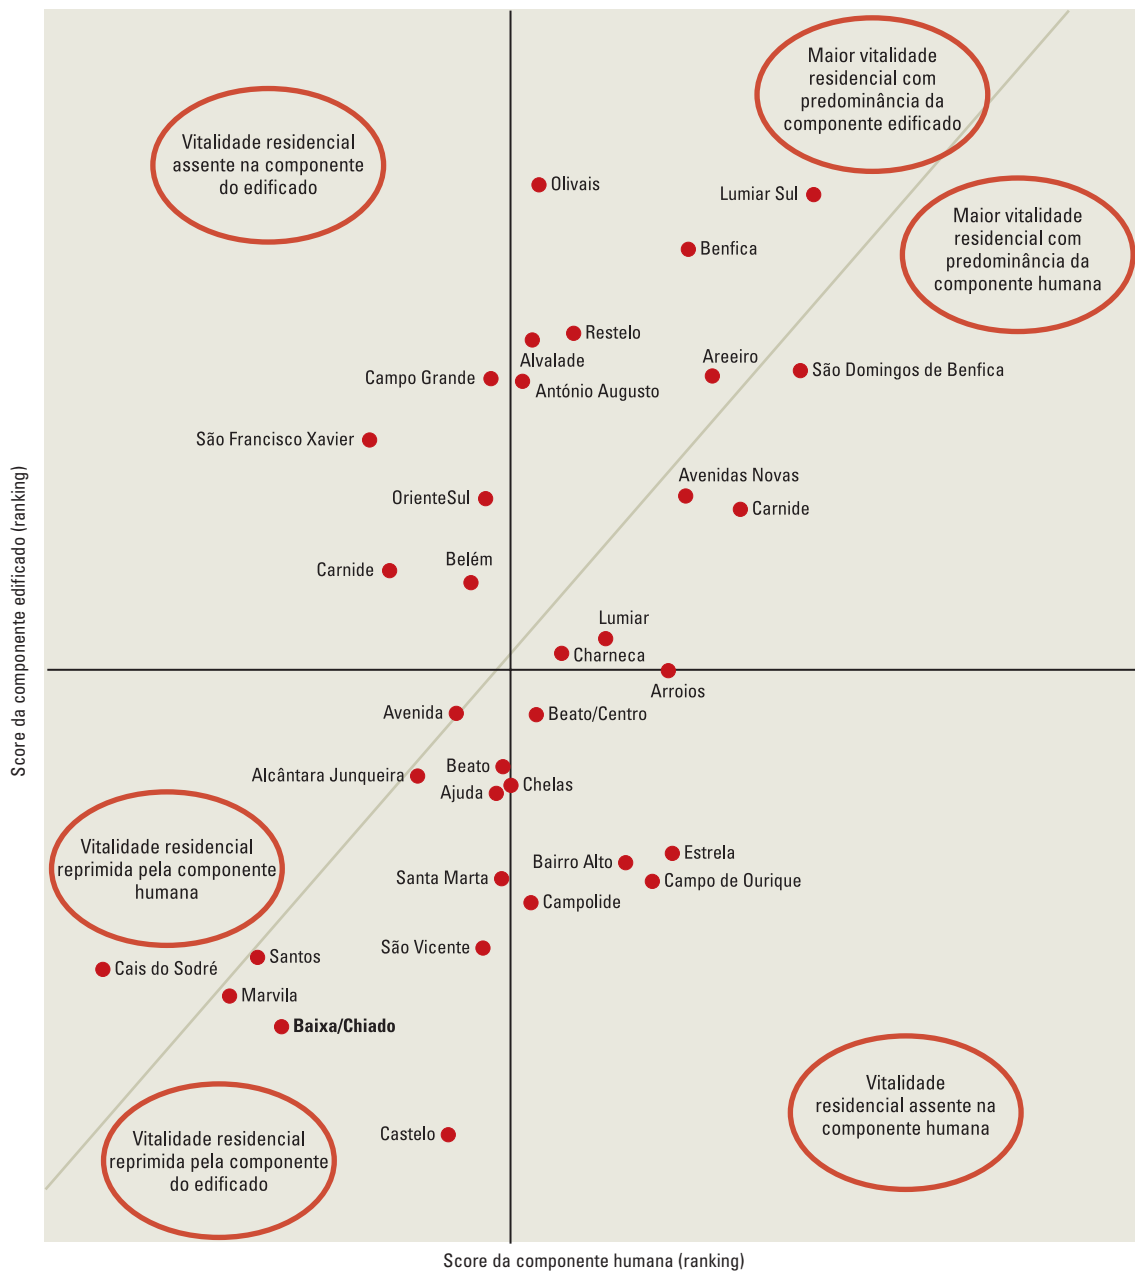 Maior vitalidade
residencial com
predominância da
componente edificado
Vitalidade residencial
assente na componente
do edificado
Olivais
Lumiar Sul
Maior vitalidade
residencial com
predominância da
componente humana
Benfica
Restelo
Alvalade
Areeiro
São Domingos de Benfica
Campo Grande
António Augusto
São Francisco Xavier
Avenidas Novas
OrienteSul
Carnide
Belém
Carnide
Lumiar
Charneca
Arroios
Avenida
Beato/Centro
Beato
Alcântara Junqueira
Chelas
Ajuda
Vitalidade residencial
reprimida pela componente
humana
Estrela
Bairro Alto
Santa Marta
Campo de Ourique
Campolide
São Vicente
Santos
Cais do Sodré
Marvila
Baixa/Chiado
Vitalidade
residencial assente na
componente humana
Castelo
Vitalidade residencial
reprimida pela componente
do edificado
Score da componente edificado (ranking)
Score da componente humana (ranking)